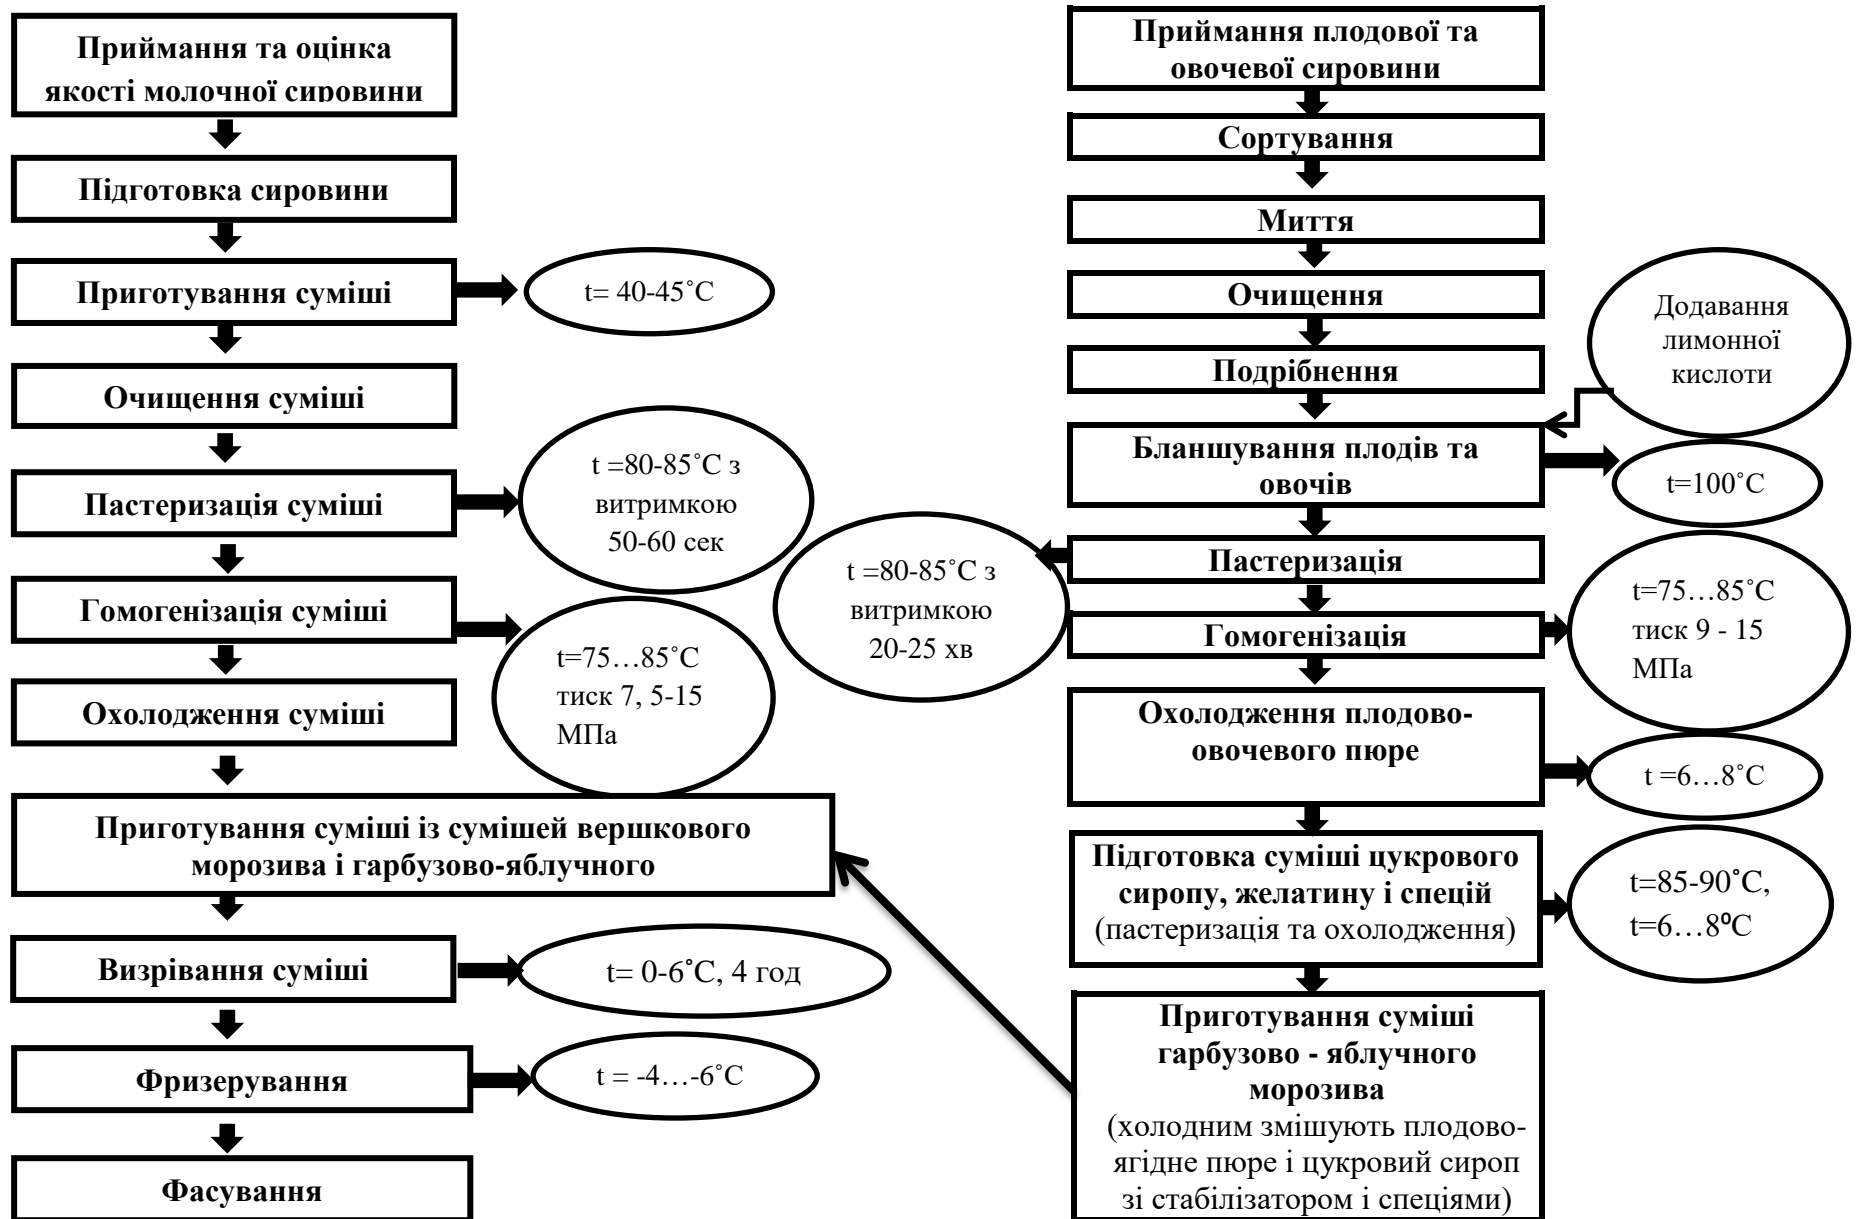 Приймання та оцінка
якості молочної сировини
Підготовка сировини
Приготування суміші
t= 40-45˚С
Очищення суміші
Пастеризація суміші
t =80-85˚С з
витримкою
50-60 сек
Гомогенізація суміші
t=75…85˚С
тиск 7, 5-15
МПа
Охолодження суміші
Приготування суміші із сумішей вершкового
морозива і гарбузово-яблучного
Визрівання суміші
t= 0-6˚С, 4 год
Фризерування
t = -4…-6˚С
Фасування
Приймання плодової та
овочевої сировини
Сортування
Миття
Очищення
Подрібнення
Додавання
лимонної
кислоти
Бланшування плодів та
овочів
t=100˚С
Пастеризація
t =80-85˚С з
витримкою
20-25 хв
Гомогенізація
t=75…85˚С
тиск 9 - 15
МПа
Охолодження плодово-
овочевого пюре
t =6…8˚С
Підготовка суміші цукрового
сиропу, желатину і спецій
(пастеризація та охолодження)
t=85-90˚С,
t=6…8⁰С
Приготування суміші
гарбузово - яблучного
морозива
(холодним змішують плодово-
ягідне пюре і цукровий сироп
зі стабілізатором і спеціями)